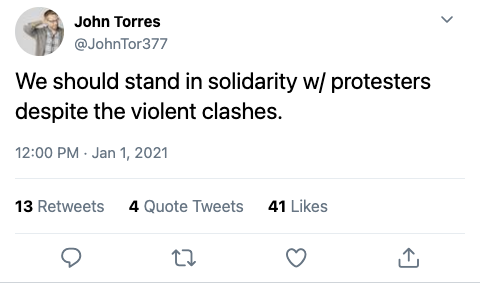 John Torres
@JohnTor377
We should stand in solidarity w/ protesters
despite the violent clashes.
12:00 PM · Jan 1, 2021
13 Retweets 4 Quote Tweets 41 Likes